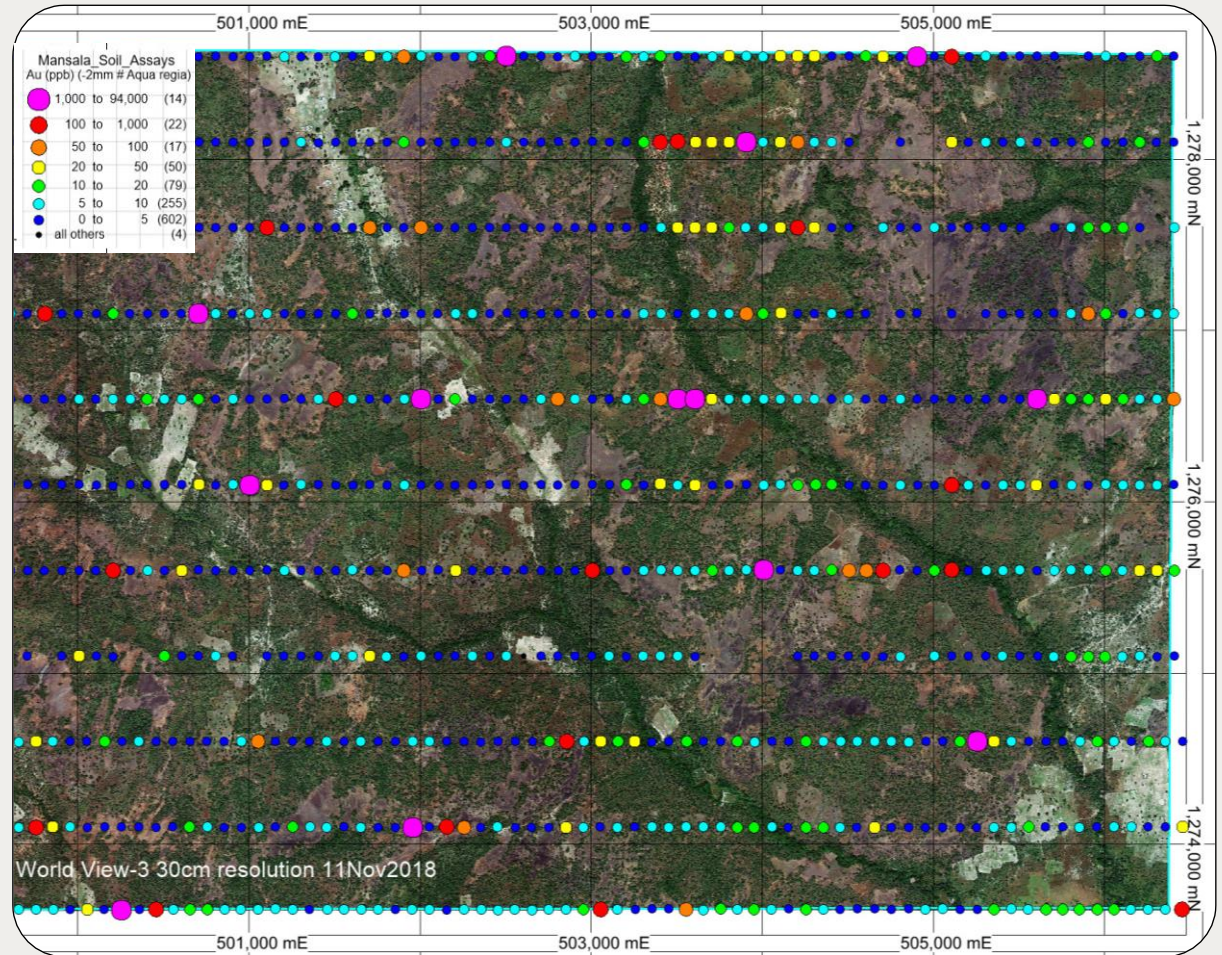 501,000 mE
503,000 mE
505,000 mE
Mansala_Soil_Assays
Au (ppb) (-2mm # Aqua regia)
1,000 to 94,000 (14)
100 to 1,000 (22)
50 to 100 (17)
20 to 50 (50)
10 to 20 (79)
5 to 10 (255)
0 to 5 (602)
all others (4)
1,278,000 mN
1,276,000 mN
1,274,000 mN
World View-3 30cm resolution 11Nov2018
501,000 mE
503,000 mE
505,000 mE